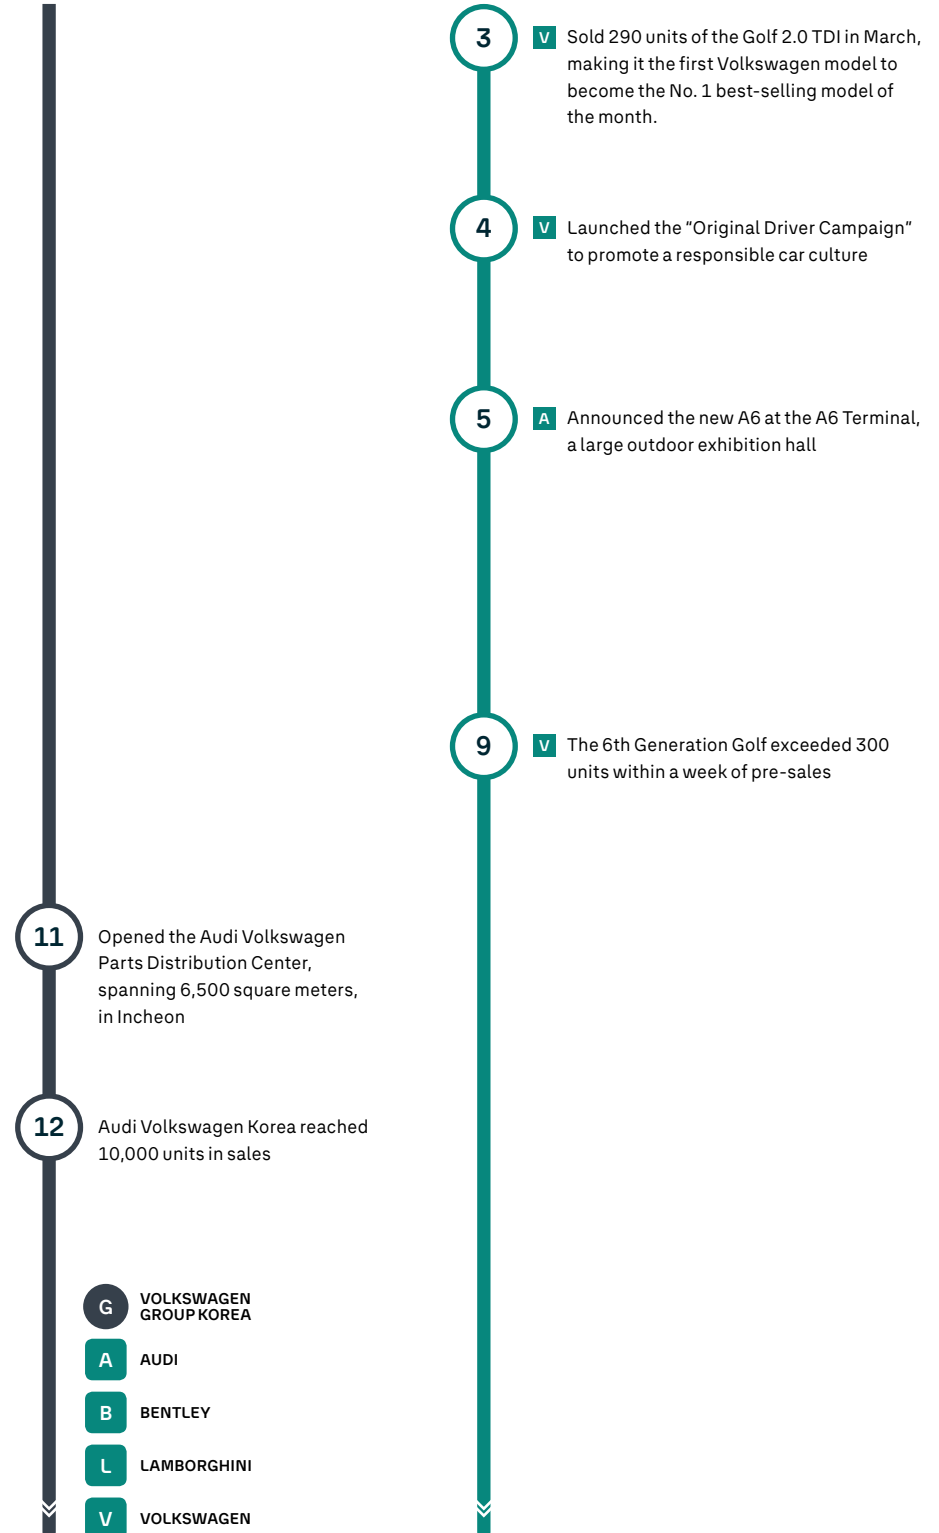 3
V Sold 290 units of the Golf 2.0 TDI in March,
making it the first Volkswagen model to
become the No. 1 best-selling model of
the month.
4
V Launched the “Original Driver Campaign”
to promote a responsible car culture
5
A Announced the new A6 at the A6 Terminal,
a large outdoor exhibition hall
9
V The 6th Generation Golf exceeded 300
units within a week of pre-sales
11
Opened the Audi Volkswagen
Parts Distribution Center,
spanning 6,500 square meters,
in Incheon
12
Audi Volkswagen Korea reached
10,000 units in sales
G VOLKSWAGEN
GROUP KOREA
A AUDI
B BENTLEY
L LAMBORGHINI
V VOLKSWAGEN